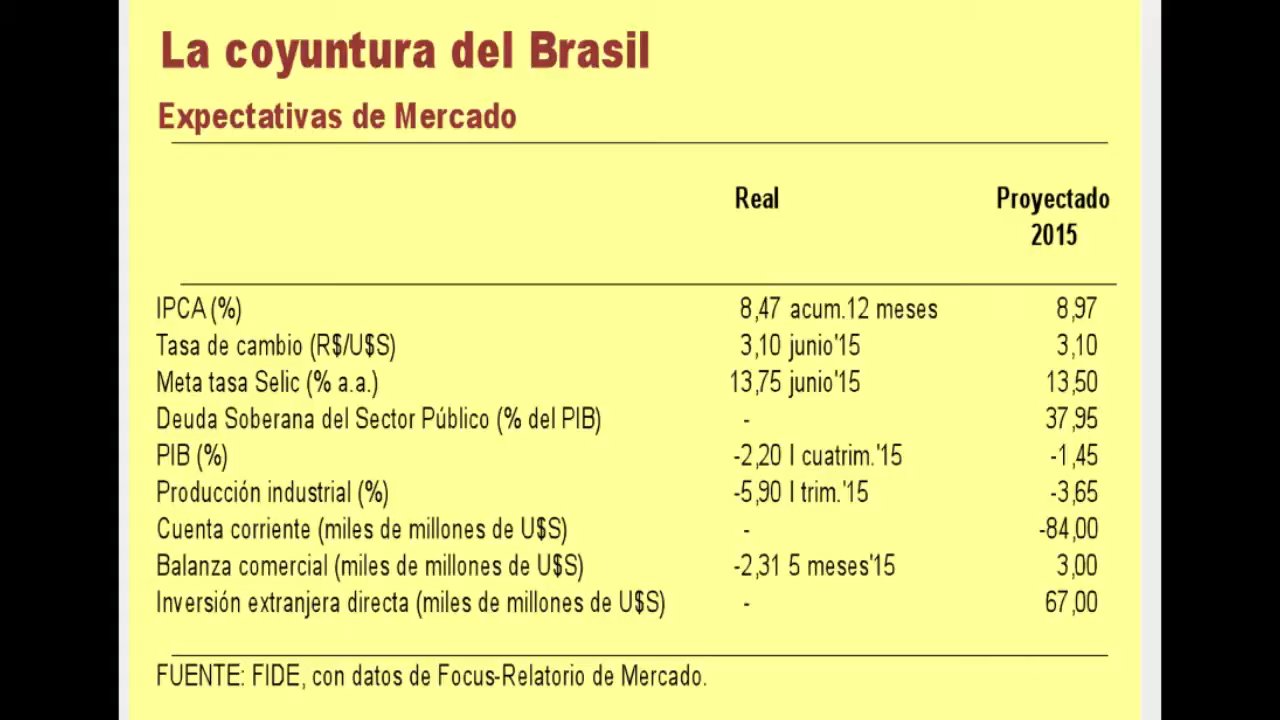 La coyuntura del Brasil
Expectativas de Mercado
Real Proyectado
2015
IPCA (%) 8,47 acum.12 meses 8,97
Tasa de cambio (R$/U$S) 3,10 junio'15 3,10
Meta tasa Selic (% a.a.) 13,75 junio'15 13,50
Deuda Soberana del Sector Público (% del PIB) - 37,95
PIB (%) -2,20 I cuatrim.'15 -1,45
Producción industrial (%) -5,90 I trim.'15 -3,65
Cuenta corriente (miles de millones de U$S) - -84,00
Balanza comercial (miles de millones de U$S) -2,31 5 meses'15 3,00
Inversión extranjera directa (miles de millones de U$S) - 67,00
FUENTE: FIDE, con datos de Focus-Relatorio de Mercado.